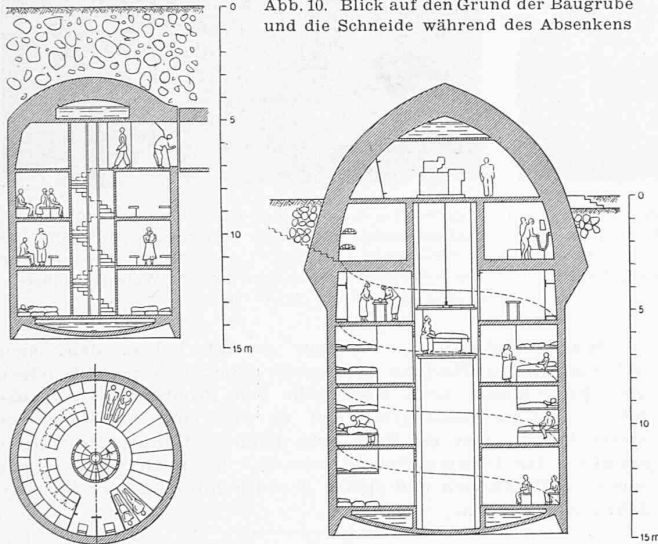 Abb. 10. Blick auf den Grund der Baugrube
und die Schneide während des Absenkens
0
5
10
15 m
0
5
10
15 m